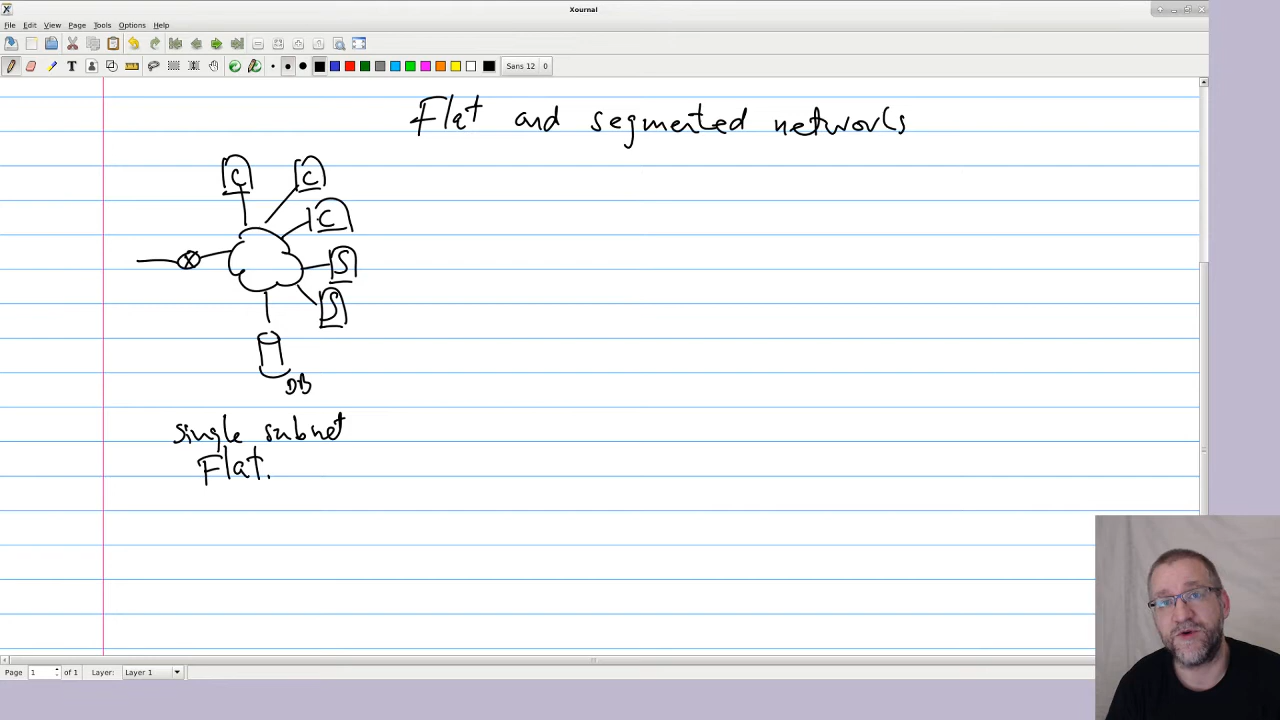 Xournal
File Edit View Page Tools Options Help
Sans 12 0
Flat and segmented networks
C C
C
S
S
DB
single subnet
Flat.
Page 1 of 1 Layer: Layer 1